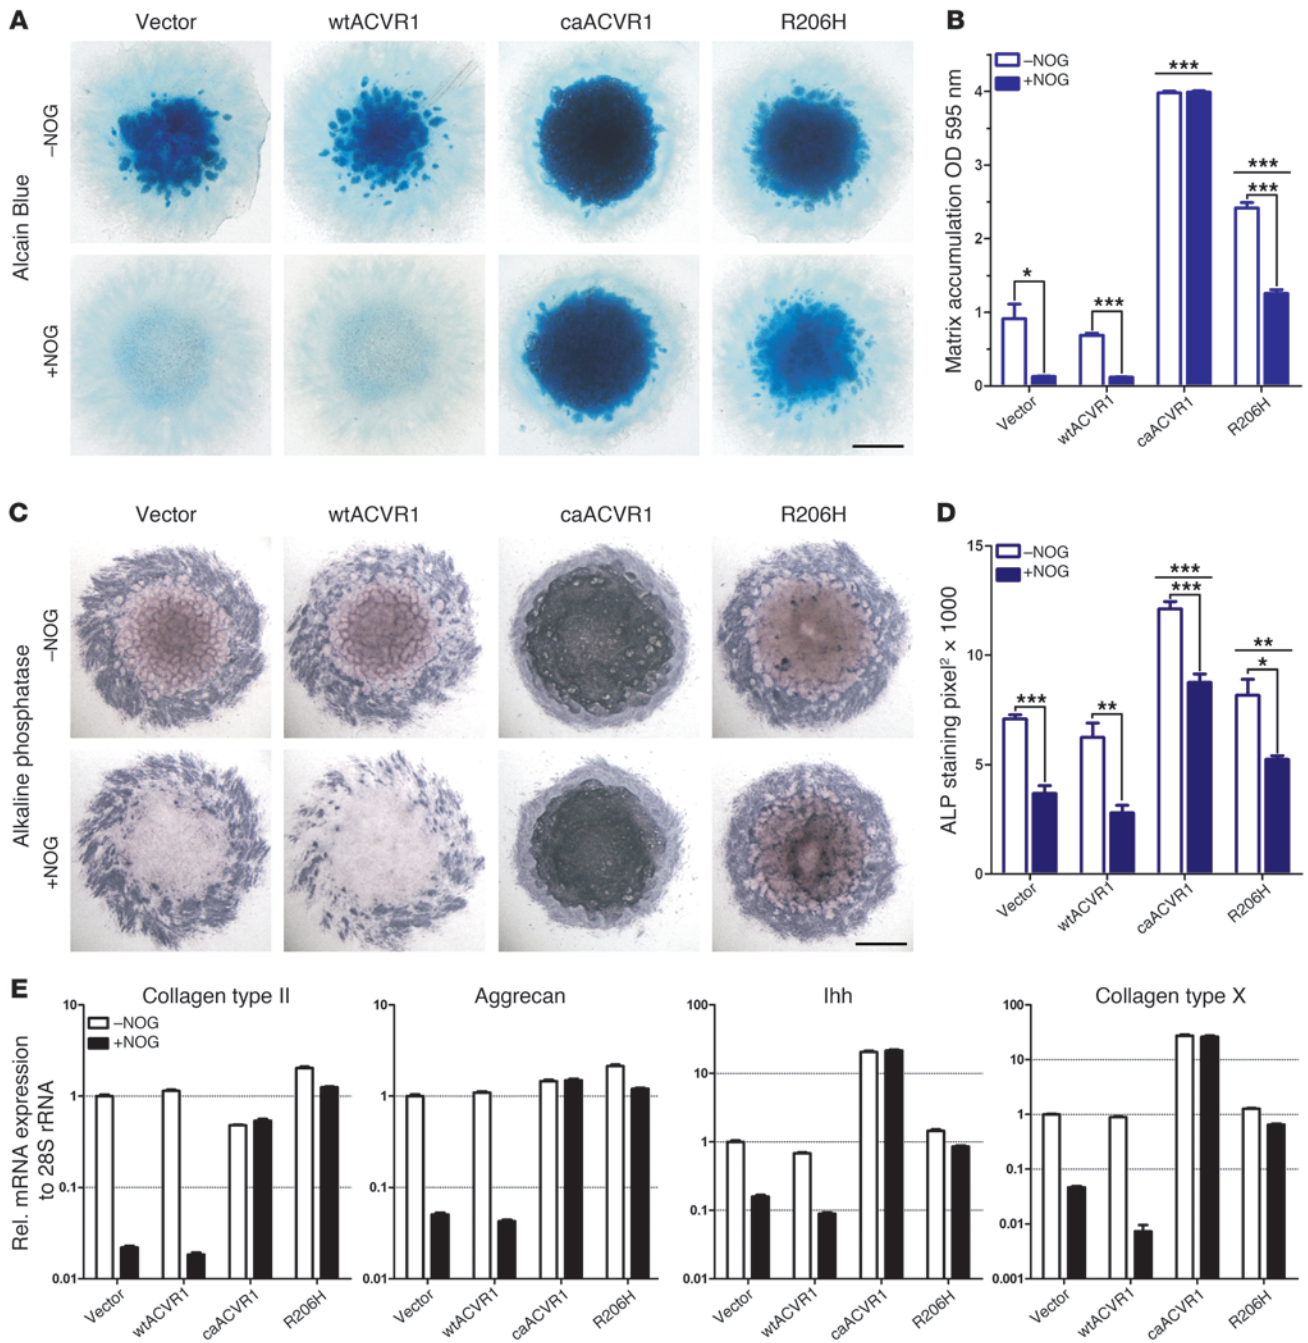 A
Vector
wtACVR1
caACVR1
R206H
Alcain Blue
–NOG
+NOG
B
–NOG
+NOG
Matrix accumulation OD 595 nm
4
3
2
1
0
*
***
***
***
***
Vector
wtACVR1
caACVR1
R206H
C
Vector
wtACVR1
caACVR1
R206H
Alkaline phosphatase
–NOG
+NOG
D
–NOG
+NOG
ALP staining pixel² × 1000
15
10
5
0
***
**
***
***
**
*
Vector
wtACVR1
caACVR1
R206H
E
Rel. mRNA expression
to 28S rRNA
Collagen type II
–NOG
+NOG
10
1
0.1
0.01
Vector
wtACVR1
caACVR1
R206H
Aggrecan
10
1
0.1
0.01
Vector
wtACVR1
caACVR1
R206H
Ihh
100
10
1
0.1
0.01
Vector
wtACVR1
caACVR1
R206H
Collagen type X
100
10
1
0.1
0.01
0.001
Vector
wtACVR1
caACVR1
R206H